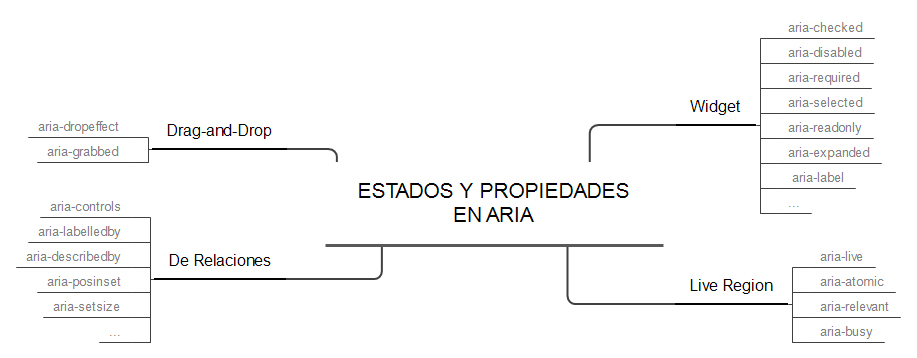 ESTADOS Y PROPIEDADES
EN ARIA
Drag-and-Drop
aria-dropeffect
aria-grabbed
De Relaciones
aria-controls
aria-labelledby
aria-describedby
aria-posinset
aria-setsize
...
Widget
aria-checked
aria-disabled
aria-required
aria-selected
aria-readonly
aria-expanded
aria-label
...
Live Region
aria-live
aria-atomic
aria-relevant
aria-busy